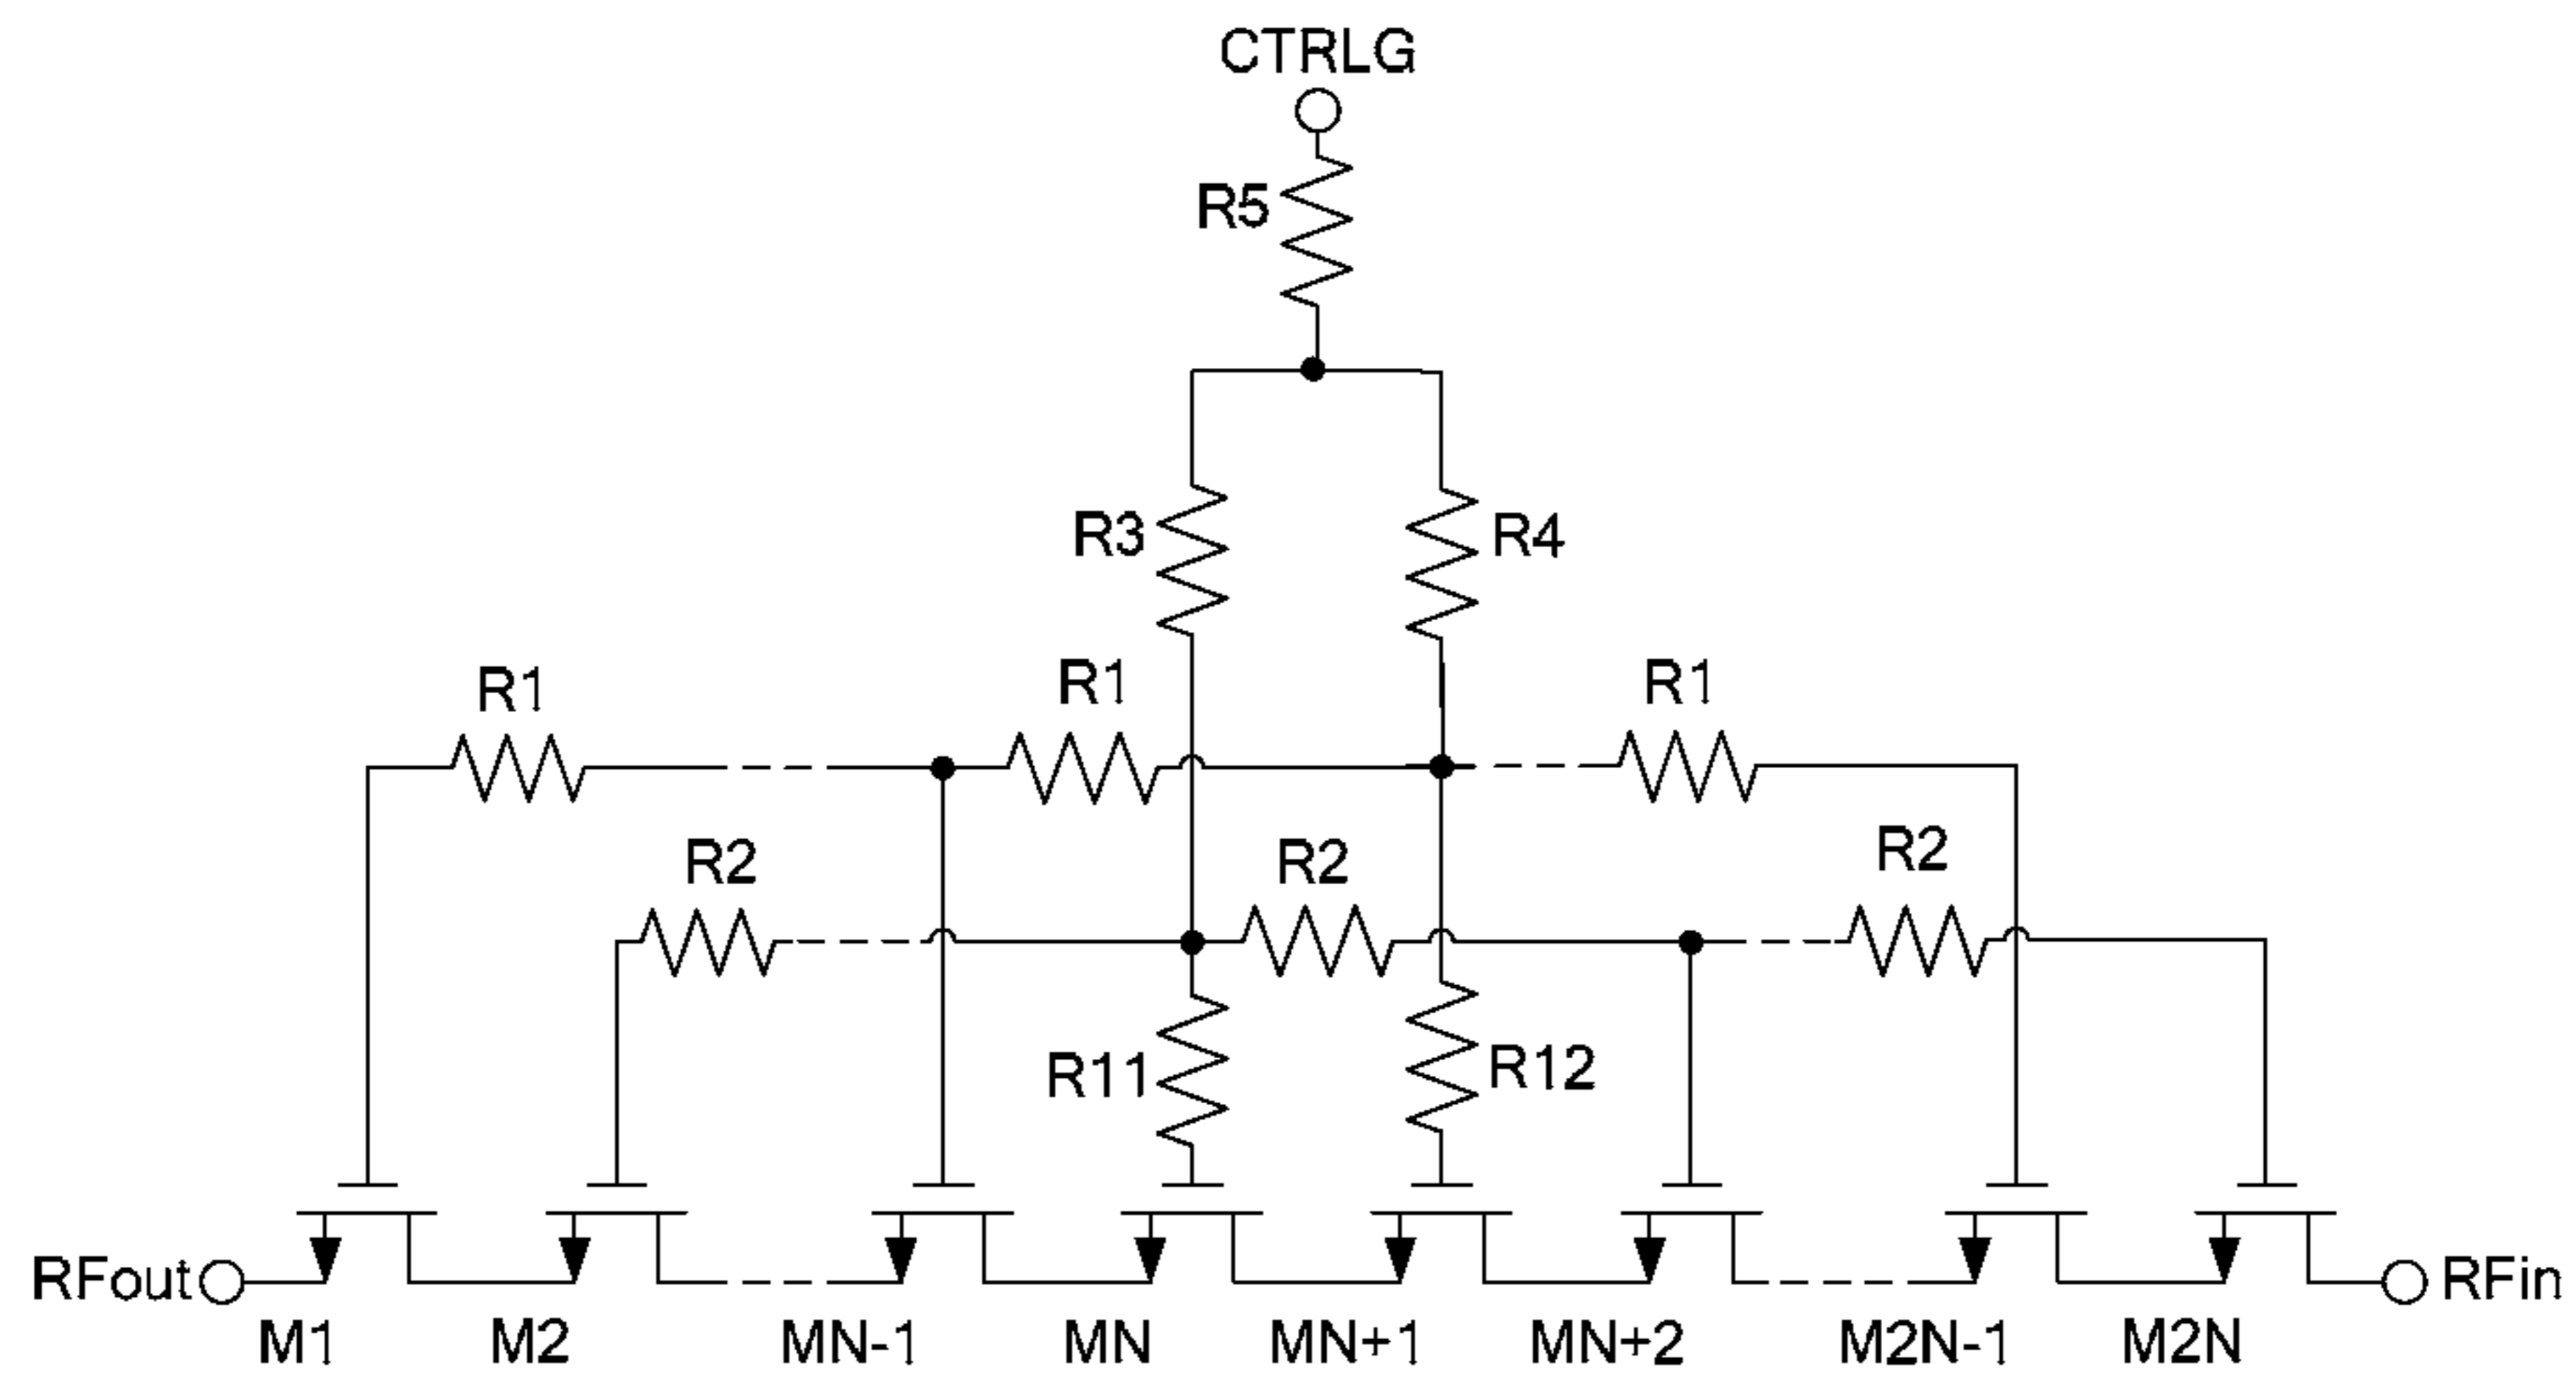 CTRLG
R5
R3
R4
R1
R1
R1
R2
R2
R2
R11
R12
RFout
RFin
M1
M2
MN-1
MN
MN+1
MN+2
M2N-1
M2N